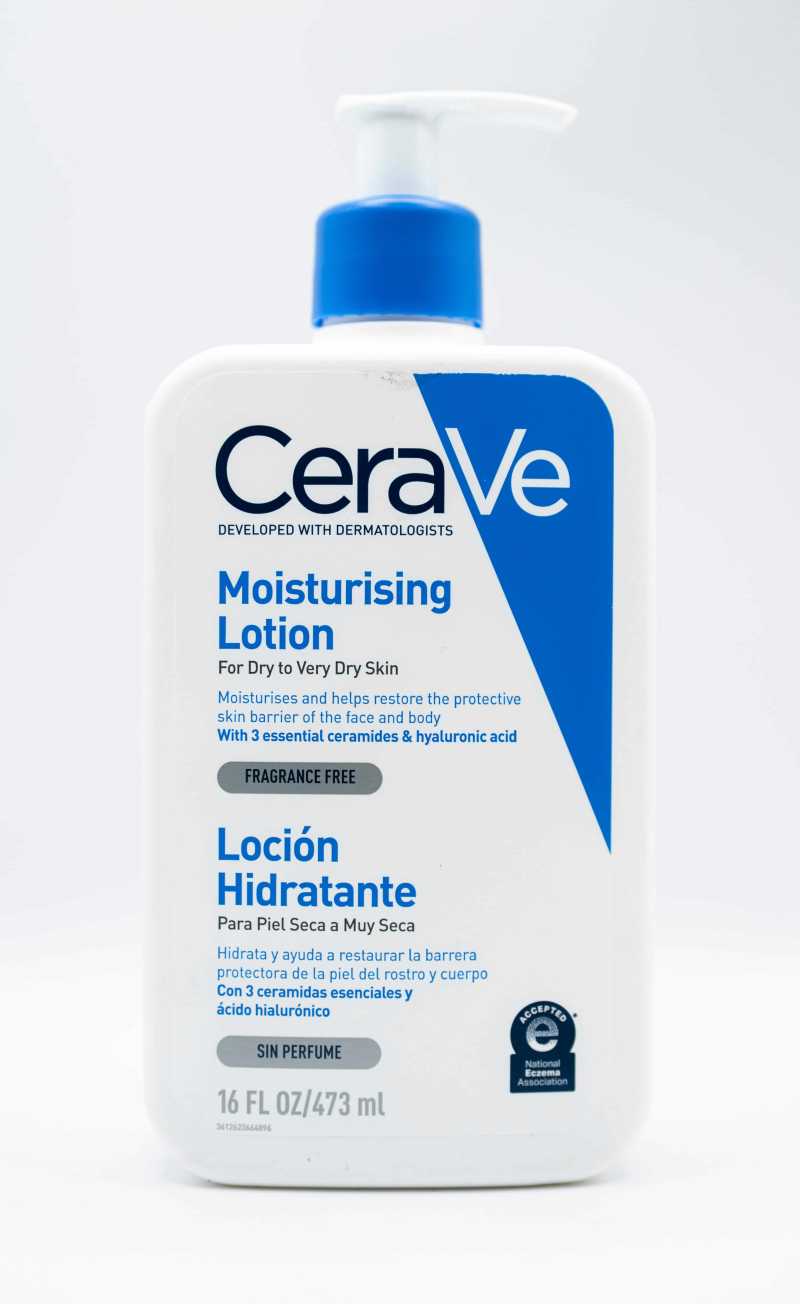 CeraVe
DEVELOPED WITH DERMATOLOGISTS
Moisturising
Lotion
For Dry to Very Dry Skin
Moisturises and helps restore the protective
skin barrier of the face and body
With 3 essential ceramides & hyaluronic acid
FRAGRANCE FREE
Loción
Hidratante
Para Piel Seca a Muy Seca
Hidrata y ayuda a restaurar la barrera
protectora de la piel del rostro y cuerpo
Con 3 ceramidas esenciales y
ácido hialurónico
SIN PERFUME
ACCEPTED
e
National
Eczema
Association
16 FL OZ/473 ml